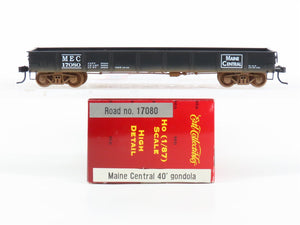 MEC
17080
MAINE
CENTRAL
Road no. 17080
Ho (1/87)
SCALE
HIGH
DETAIL
Maine Central 40' gondola